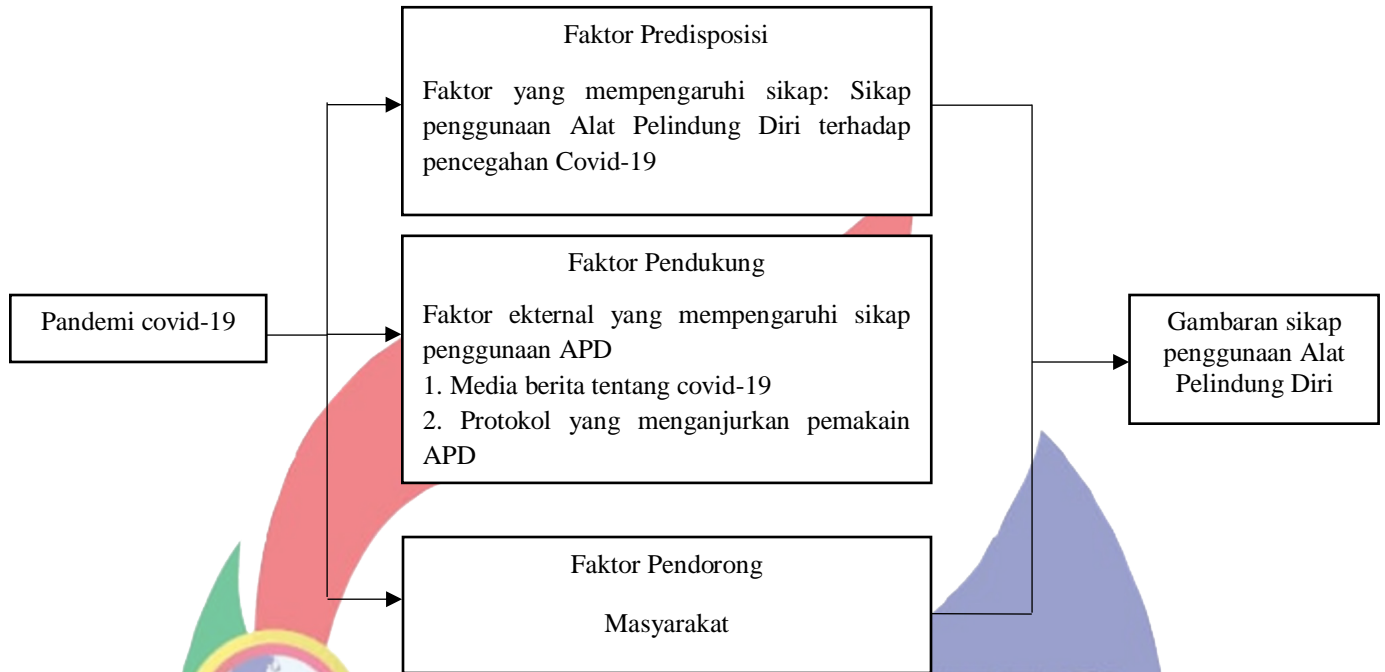 Faktor Predisposisi
Faktor yang mempengaruhi sikap: Sikap
penggunaan Alat Pelindung Diri terhadap
pencegahan Covid-19
Pandemi covid-19
Faktor Pendukung
Faktor ekternal yang mempengaruhi sikap
penggunaan APD
1. Media berita tentang covid-19
2. Protokol yang menganjurkan pemakain
APD
Faktor Pendorong
Masyarakat
Gambaran sikap
penggunaan Alat
Pelindung Diri